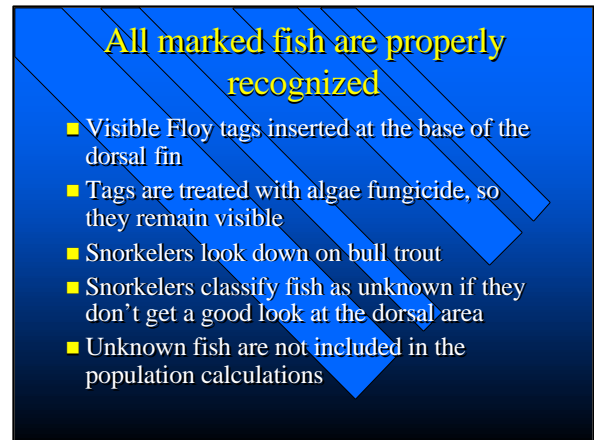 All marked fish are properly
recognized
Visible Floy tags inserted at the base of the
dorsal fin
Tags are treated with algae fungicide, so
they remain visible
Snorkelers look down on bull trout
Snorkelers classify fish as unknown if they
don't get a good look at the dorsal area
Unknown fish are not included in the
population calculations